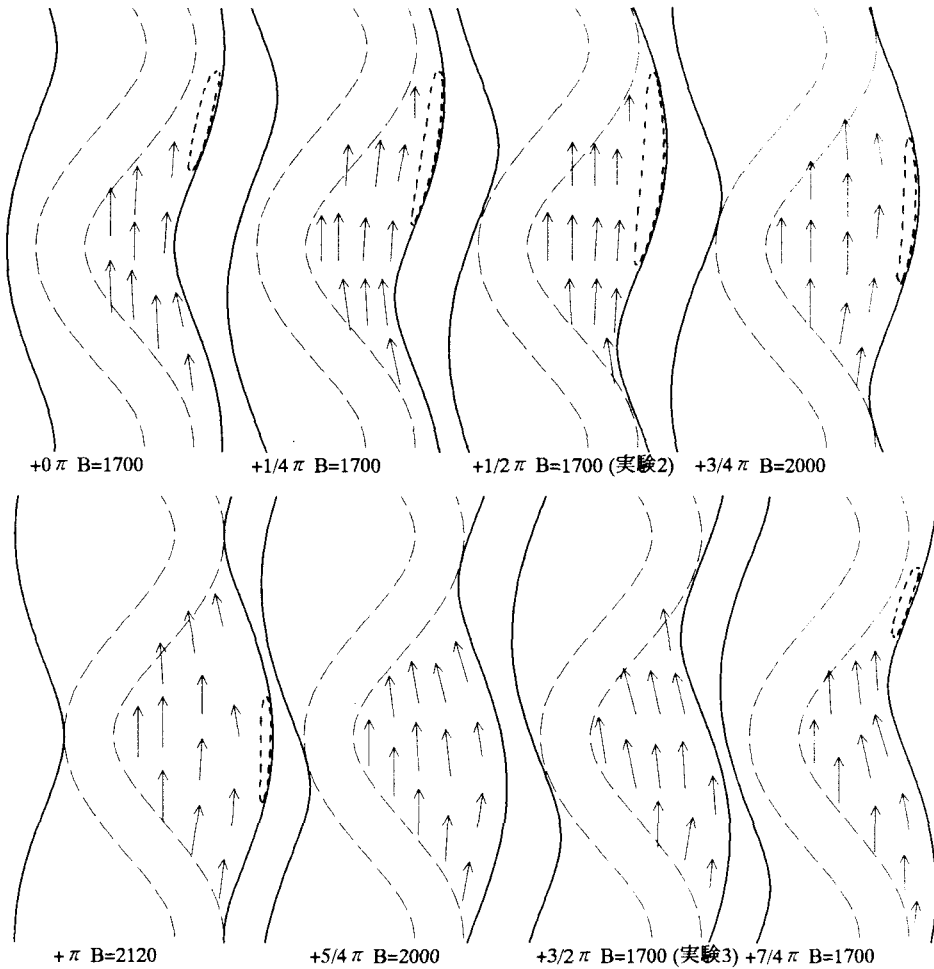 +0 π B=1700
+1/4 π B=1700
+1/2 π B=1700 (実験2)
+3/4 π B=2000
+ π B=2120
+5/4 π B=2000
+3/2 π B=1700 (実験3)
+7/4 π B=1700